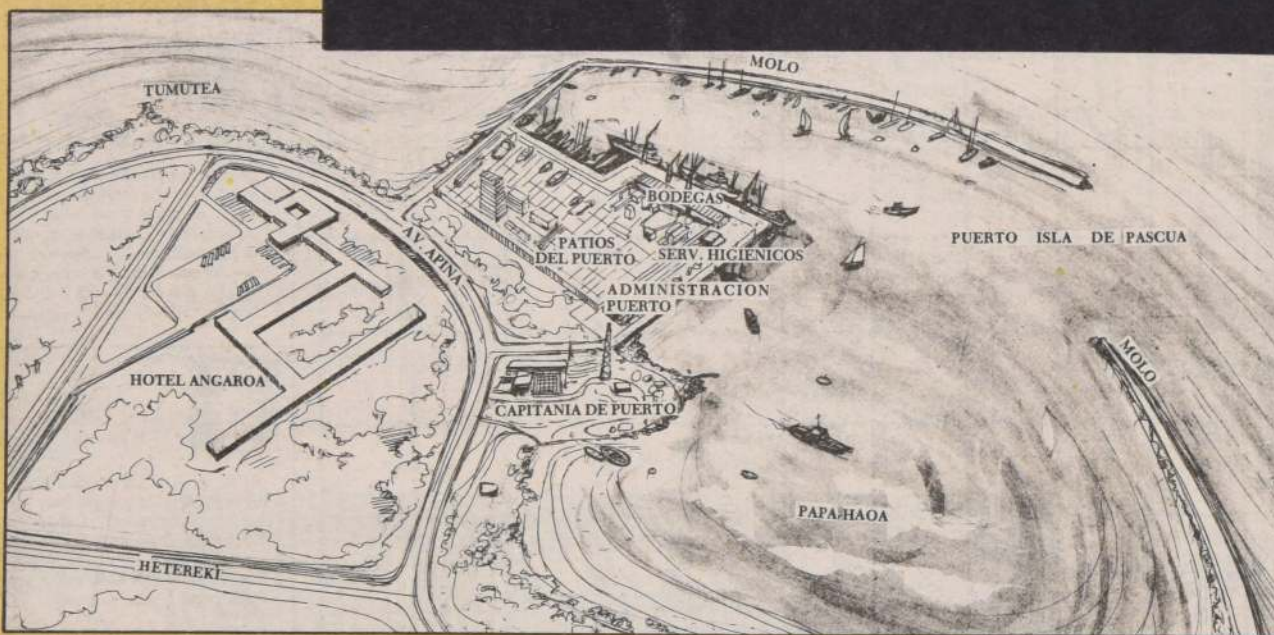 MOLO
TUMUTEA
BODEGAS
AV. APINA
PATIOS
DEL PUERTO
SERV. HIGIENICOS
PUERTO ISLA DE PASCUA
ADMINISTRACION
PUERTO
MOLO
HOTEL ANGAROA
CAPITANIA DE PUERTO
PAPA HAOA
HETEREKI